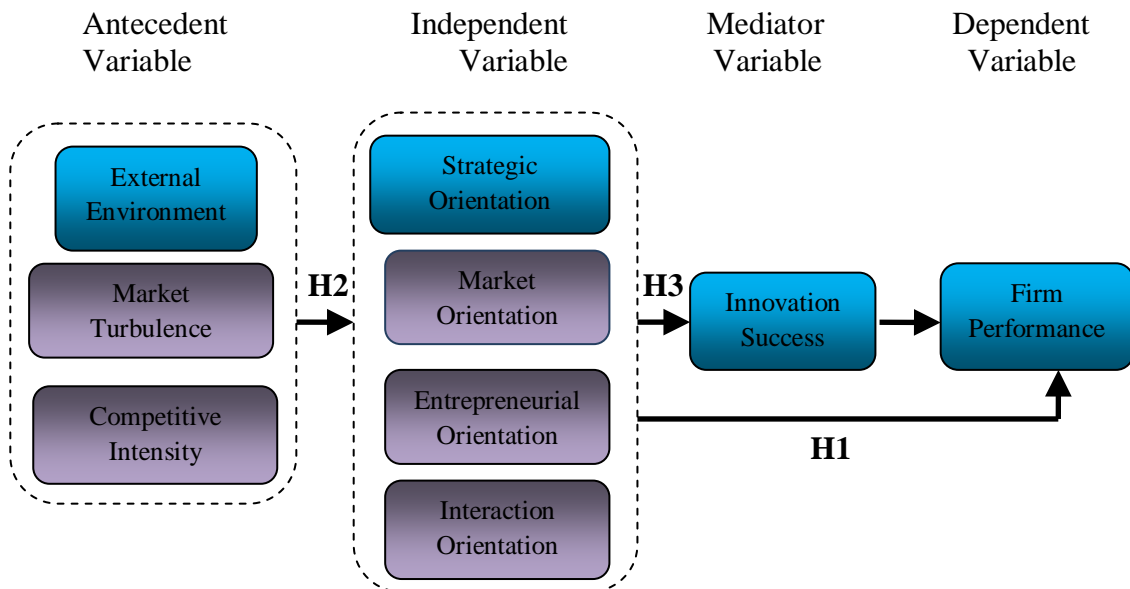 Antecedent
Variable
Independent
Variable
Mediator
Variable
Dependent
Variable
External
Environment
Market
Turbulence
Competitive
Intensity
H2
Strategic
Orientation
Market
Orientation
Entrepreneurial
Orientation
Interaction
Orientation
H3
Innovation
Success
Firm
Performance
H1